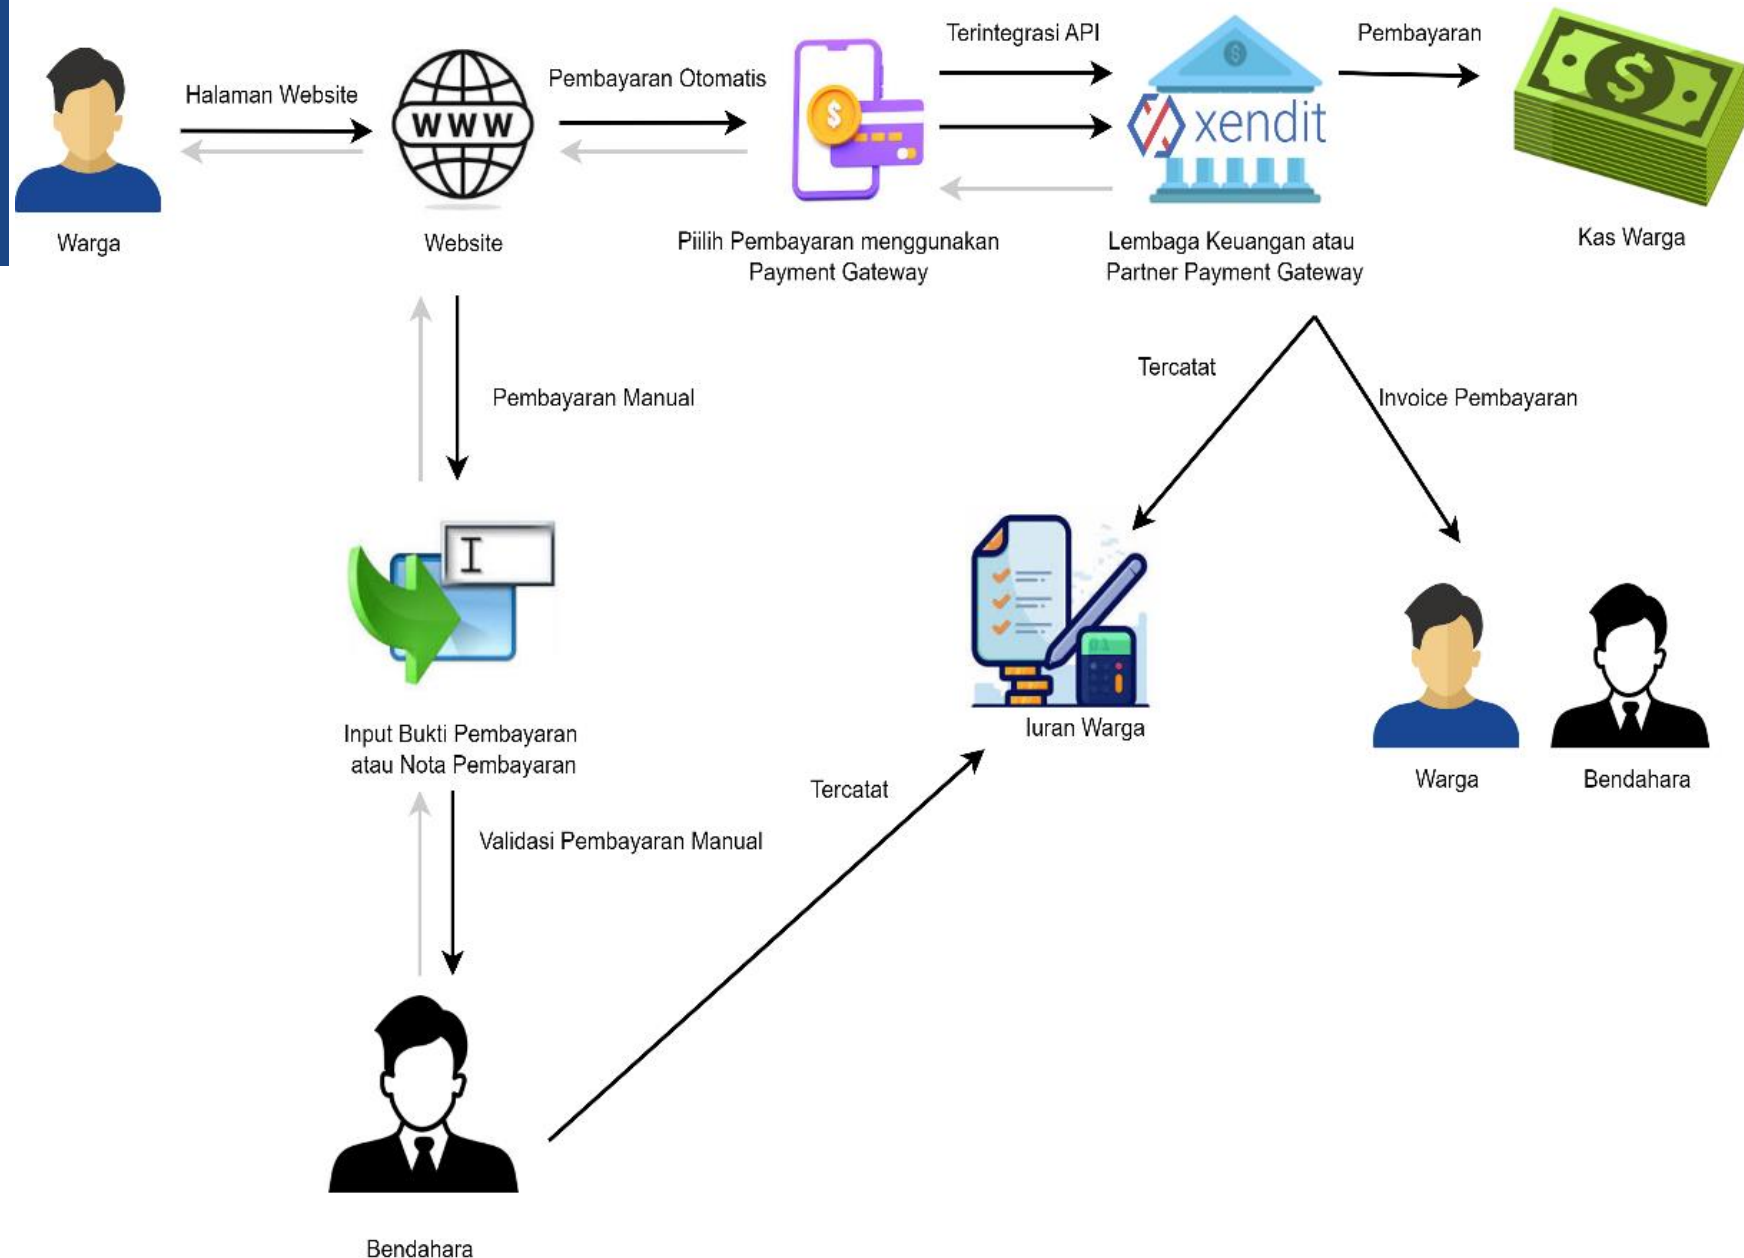 Terintegrasi API
Pembayaran
Halaman Website
Pembayaran Otomatis
WWW
$
$
$
xendit
Warga
Website
Piilih Pembayaran menggunakan
Payment Gateway
Lembaga Keuangan atau
Partner Payment Gateway
Kas Warga
Tercatat
Pembayaran Manual
Invoice Pembayaran
I
Input Bukti Pembayaran
atau Nota Pembayaran
Iuran Warga
Warga
Bendahara
Tercatat
Validasi Pembayaran Manual
Bendahara